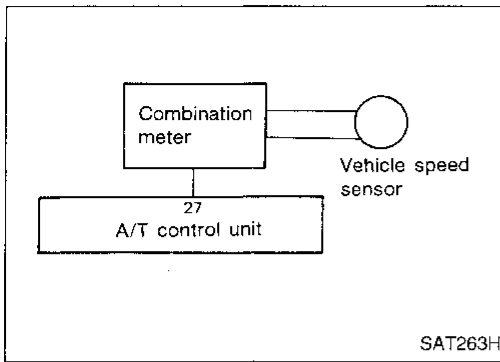 Combination
meter
Vehicle speed
sensor
27
A/T control unit
SAT263H